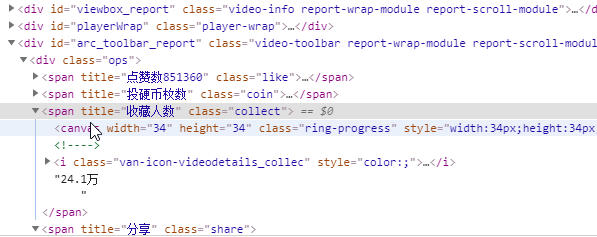 ▶<div id="viewbox_report" class="video-info report-wrap-module report-scroll-module">…</d
▶<div id="playerWrap" class="player-wrap">…</div>
▼<div id="arc_toolbar_report" class="video-toolbar report-wrap-module report-scroll-modul
▼<div class="ops">
▶<span title="点赞数851360" class="like">…</span>
▶<span title="投硬币枚数" class="coin">…</span>
▼<span title="收藏人数" class="collect"> == $0
<canvas width="34" height="34" class="ring-progress" style="width:34px;height:34px
<!---->
▶<i class="van-icon-videodetails_collec" style="color:;">…</i>
"24.1万
"
</span>
▼<span title="分享" class="share">